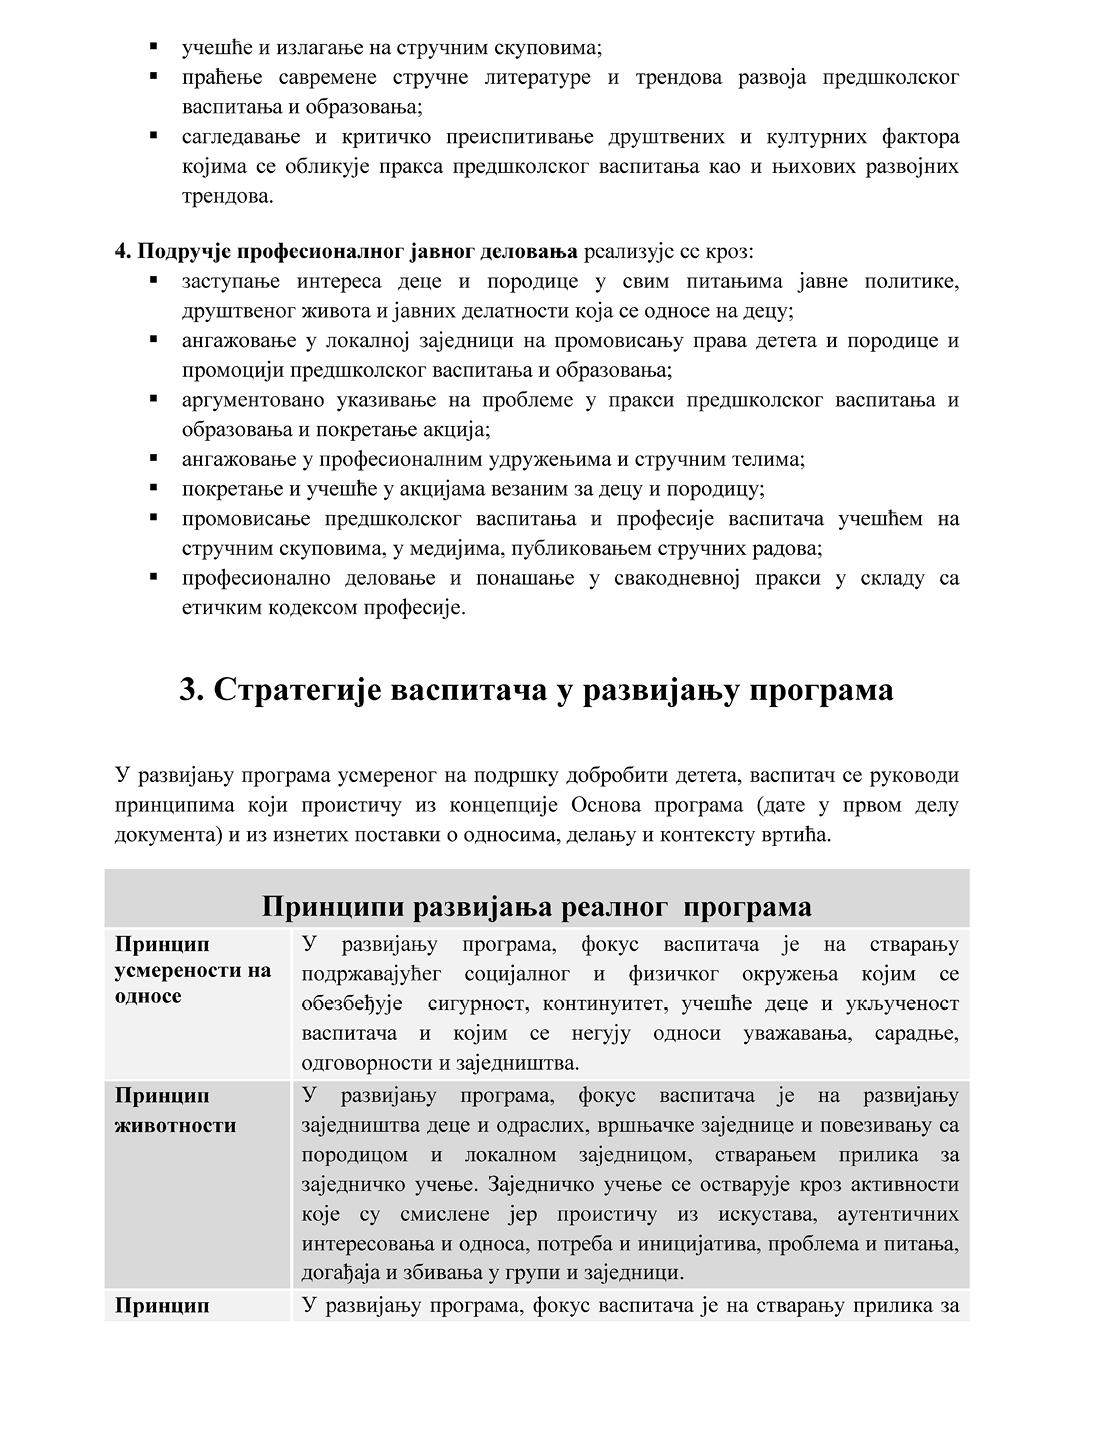 учешће и излагање на стручним скуповима;
праћење савремене стручне литературе и трендова развоја предшколског
васпитања и образовања;
сагледавање и критичко преиспитивање друштвених и културних фактора
којима се обликује пракса предшколског васпитања као и њихових развојних
трендова.
4. Подручје професионалног јавног деловања реализује се кроз:
заступање интереса деце и породице у свим питањима јавне политике,
друштвеног живота и јавних делатности која се односе на децу;
ангажовање у локалној заједници на промовисању права детета и породице и
промоцији предшколског васпитања и образовања;
аргументовано указивање на проблеме у пракси предшколског васпитања и
образовања и покретање акција;
ангажовање у професионалним удружењима и стручним телима;
покретање и учешће у акцијама везаним за децу и породицу;
промовисање предшколског васпитања и професије васпитача учешћем на
стручним скуповима, у медијима, публиковањем стручних радова;
професионално деловање и понашање у свакодневној пракси у складу са
етичким кодексом професије.
3. Стратегије васпитача у развијању програма
У развијању програма усмереног на подршку добробити детета, васпитач се руководи
принципима који проистичу из концепције Основа програма (дате у првом делу
документа) и из изнетих поставки о односима, делању и контексту вртића.
Принципи развијања реалног програма
Принцип
усмерености на
односе
У развијању програма, фокус васпитача је на стварању
подржавајућег социјалног и физичког окружења којим се
обезбеђује сигурност, континуитет, учешће деце и укљученост
васпитача и којим се негују односи уважавања, сарадње,
одговорности и заједништва.
Принцип
животности
У развијању програма, фокус васпитача је на развијању
заједништва деце и одраслих, вршњачке заједнице и повезивању са
породицом и локалном заједницом, стварањем прилика за
заједничко учење. Заједничко учење се остварује кроз активности
које су смислене јер проистичу из искустава, аутентичних
интересовања и односа, потреба и иницијатива, проблема и питања,
догађаја и збивања у групи и заједници.
Принцип
У развијању програма, фокус васпитача је на стварању прилика за